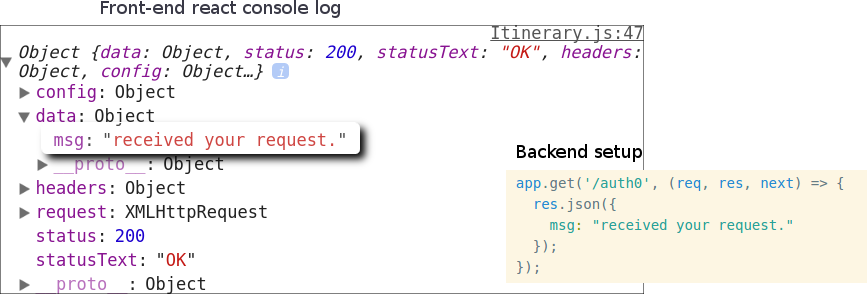 Front-end react console log
Itinerary.js:47
Object {data: Object, status: 200, statusText: "OK", headers:
Object, config: Object…} i
config: Object
data: Object
msg: "received your request."
__proto__: Object
headers: Object
request: XMLHttpRequest
status: 200
statusText: "OK"
__proto__: Object
Backend setup
app.get('/auth0', (req, res, next) => {
res.json({
msg: "received your request."
});
});